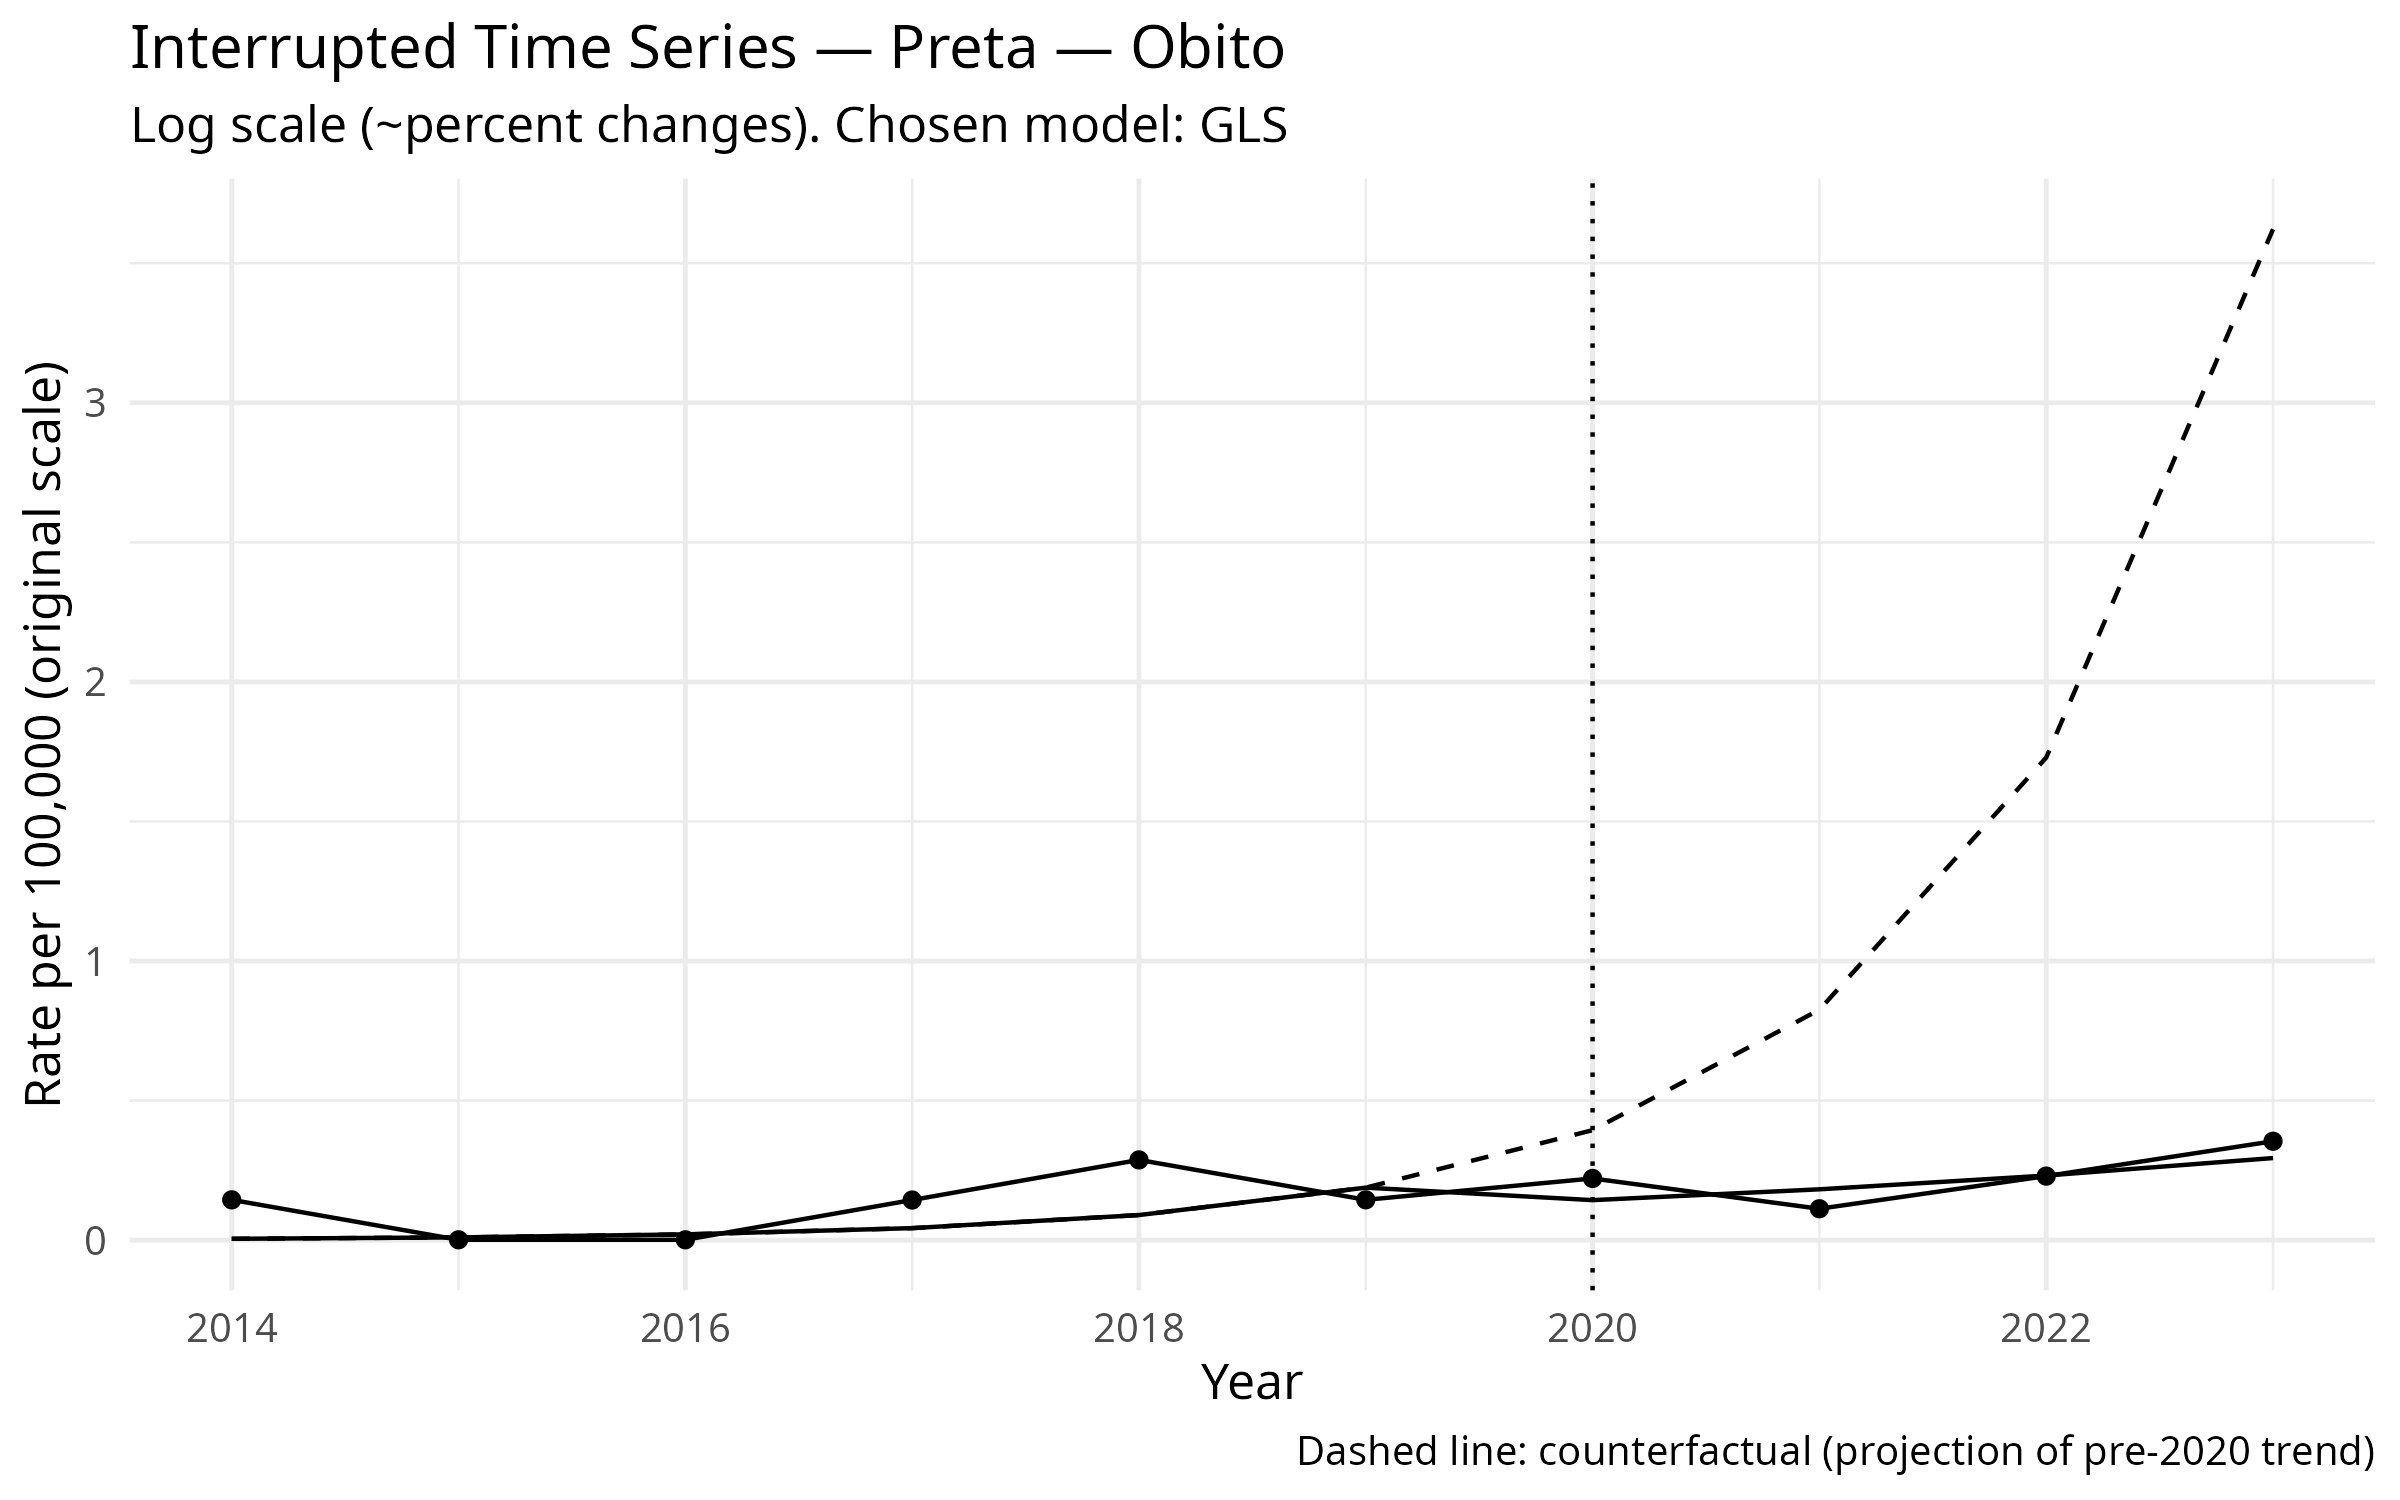 Interrupted Time Series — Preta — Obito
Log scale (~percent changes). Chosen model: GLS
Rate per 100,000 (original scale)
3
2
1
0
2014
2016
2018
2020
2022
Year
Dashed line: counterfactual (projection of pre-2020 trend)